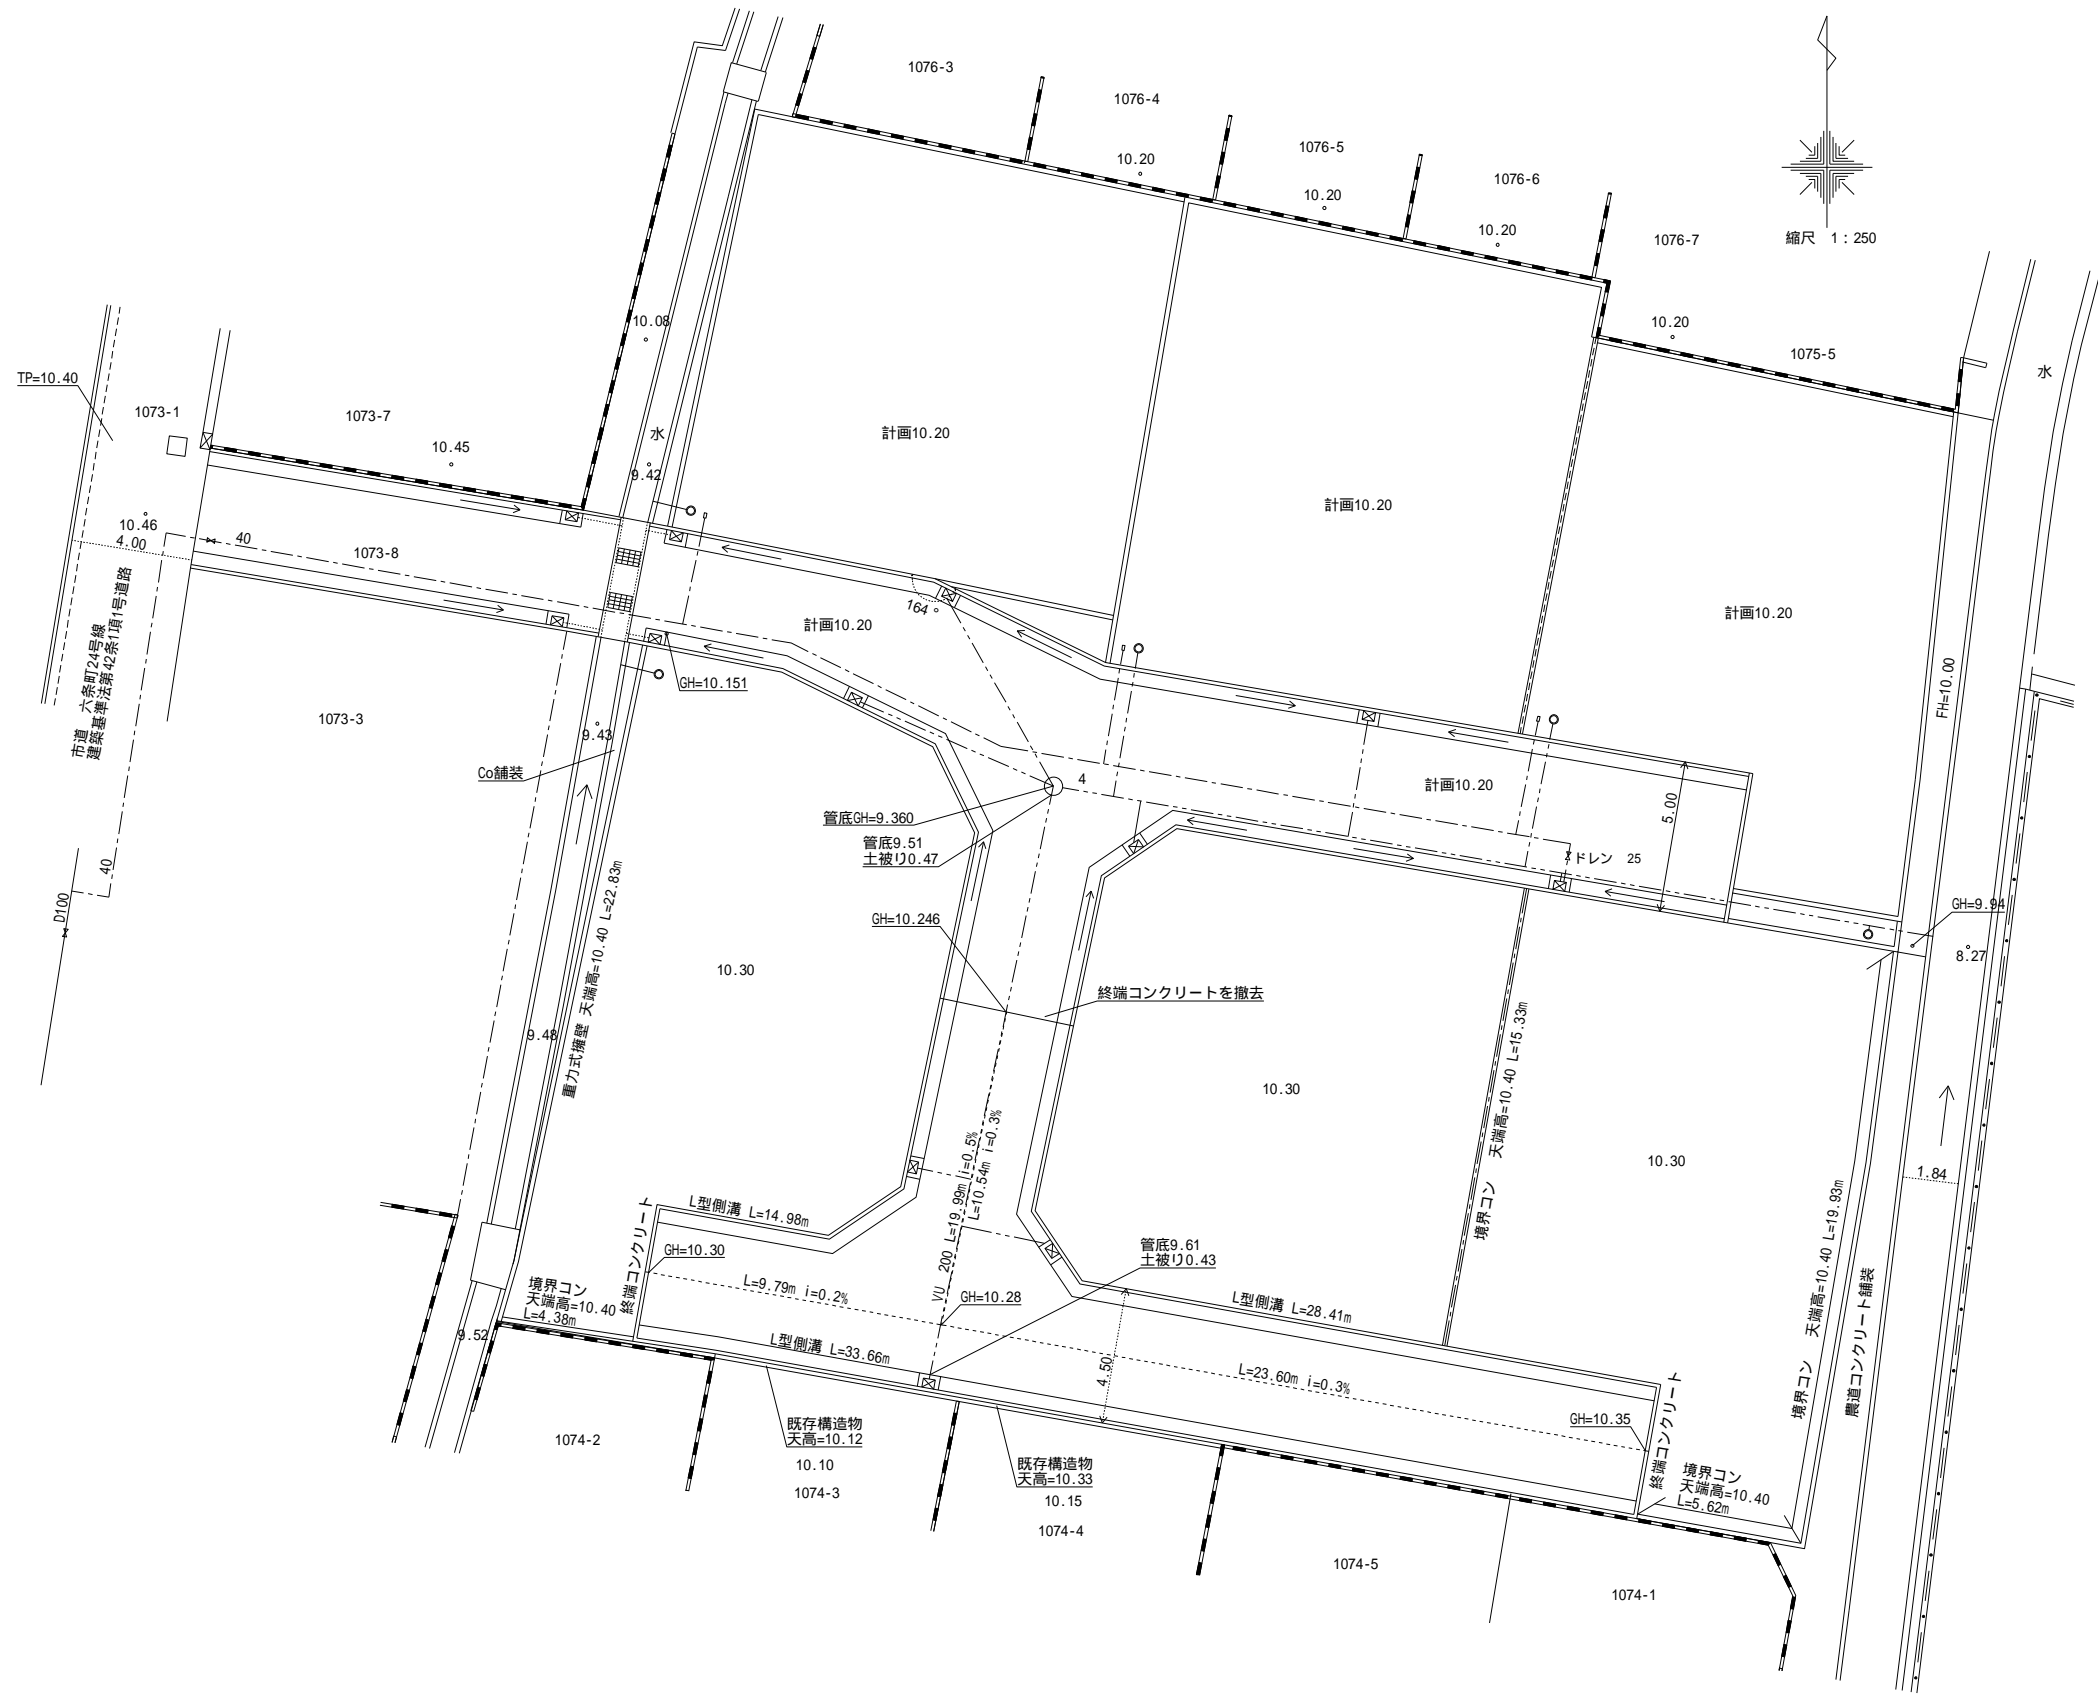 1076-3
1076-4
1076-5
1076-6
1076-7
10.20
10.20
10.20
10.20
1075-5
縮尺 1:250
水
10.08
TP=10.40
1073-1
1073-7
10.45
水
9.42
10.46
4.00
40
1073-8
計画10.20
計画10.20
計画10.20
計画10.20
計画10.20
164
FH=10.00
市道 六条町24号線
建築基準法第42条1項1号道路
1073-3
GH=10.151
9.43
Co舗装
4
管底GH=9.360
管底9.51
土被り0.47
5.00
ドレン 25
40
D100
GH=9.94
8.27
GH=10.246
終端コンクリートを撤去
10.30
9.48
重力式擁壁 天端高=10.40 L=22.83m
10.30
境界コン 天端高=10.40 L=15.33m
10.30
1.84
VU 200 L=19.99m i=0.5%
L=10.54m i=0.3%
L型側溝 L=14.98m
終端コンクリート
GH=10.30
L=9.79m i=0.2%
GH=10.28
管底9.61
土被り0.43
L型側溝 L=28.41m
境界コン
天端高=10.40
L=4.38m
9.52
L型側溝 L=33.66m
4.50
L=23.60m i=0.3%
GH=10.35
終端コンクリート
境界コン 天端高=10.40 L=19.93m
農道コンクリート舗装
境界コン
天端高=10.40
L=5.62m
1074-2
既存構造物
天高=10.12
10.10
1074-3
既存構造物
天高=10.33
10.15
1074-4
1074-5
1074-1